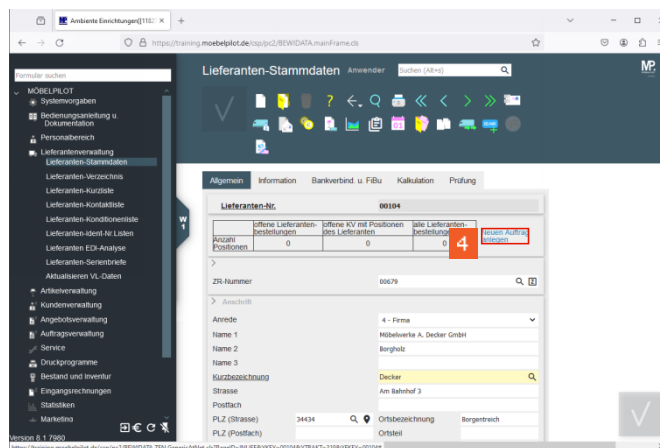 Ambiente Einrichtungen([1182
https://training.moebelpilot.de/csp/pc2/BEWIDATA.mainFrame.cls
Formular suchen
MÖBELPILOT
Systemvorgaben
Bedienungsanleitung u.
Dokumentation
Personalbereich
Lieferantenverwaltung
Lieferanten-Stammdaten
Lieferanten-Verzeichnis
Lieferanten-Kurzliste
Lieferanten-Kontaktliste
Lieferanten-Konditionenliste
Lieferanten-Ident-Nr.Listen
Lieferanten EDI-Analyse
Lieferanten-Serienbriefe
Aktualisieren VL-Daten
Artikelverwaltung
Kundenverwaltung
Angebotsverwaltung
Auftragsverwaltung
Service
Druckprogramme
Bestand und Inventur
Eingangsrechnungen
Statistiken
Marketing
Version 8.1.7980
W
1
Lieferanten-Stammdaten Anwender Suchen (Alt+s)
MP.
Allgemein Information Bankverbind. u. FiBu Kalkulation Prüfung
Lieferanten-Nr. 00104
offene Lieferanten- offene KV mit Positionen alle Lieferanten-
bestellungen des Lieferanten bestellungen
Anzahl
Positionen 0 0 0
4
Neuen Auftrag
anlegen
ZR-Nummer 00679
Anschrift
Anrede 4 - Firma
Name 1 Möbelwerke A. Decker GmbH
Name 2 Borgholz
Name 3
Kurzbezeichnung Decker
Strasse Am Bahnhof 3
Postfach
PLZ (Strasse) 34434 Ortsbezeichnung Borgentreich
PLZ (Postfach) Ortsteil